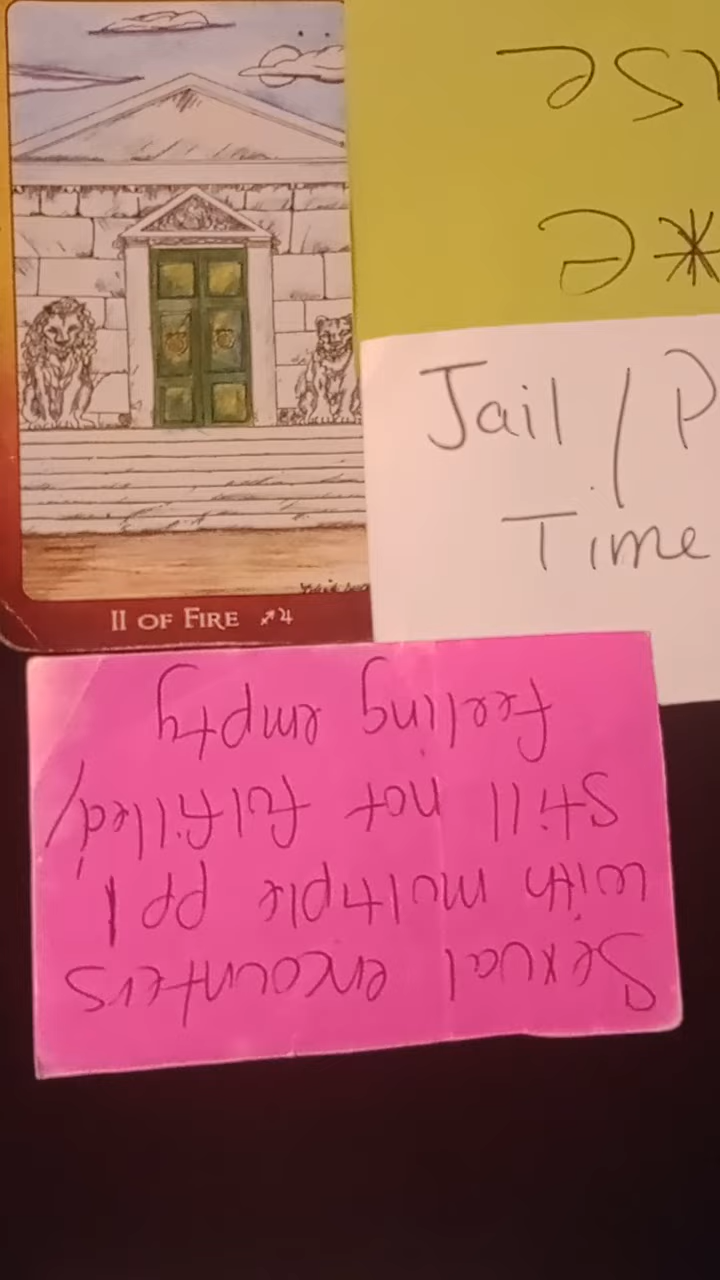 II OF FIRE ♐♃
Jail / P
Time
Sexual encounters
with multiple ppl,
still not fulfilled/
feeling empty